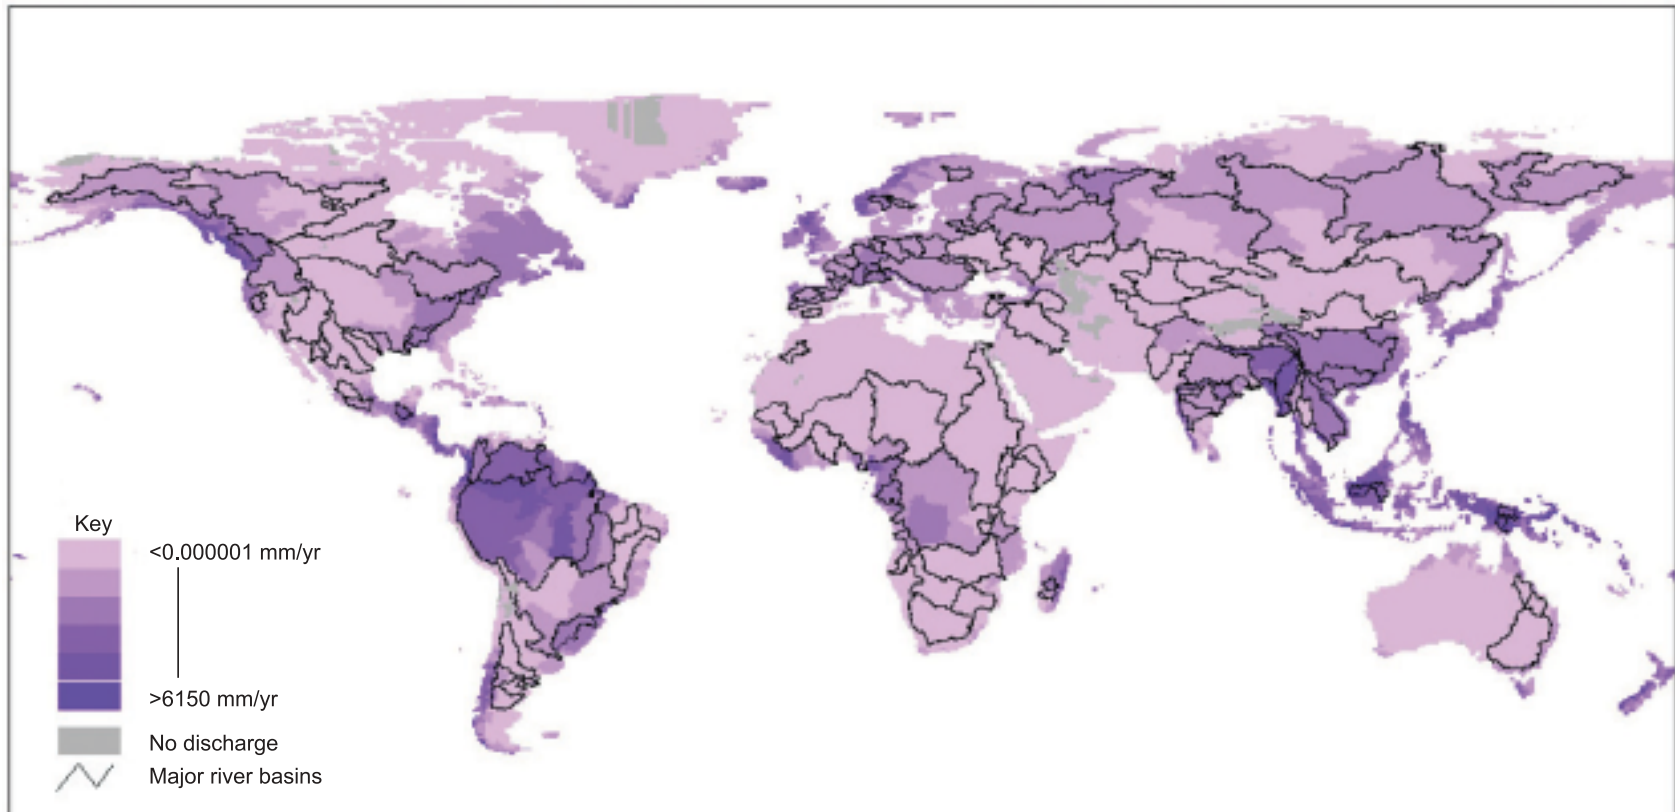 Key
<0.000001 mm/yr
>6150 mm/yr
No discharge
Major river basins